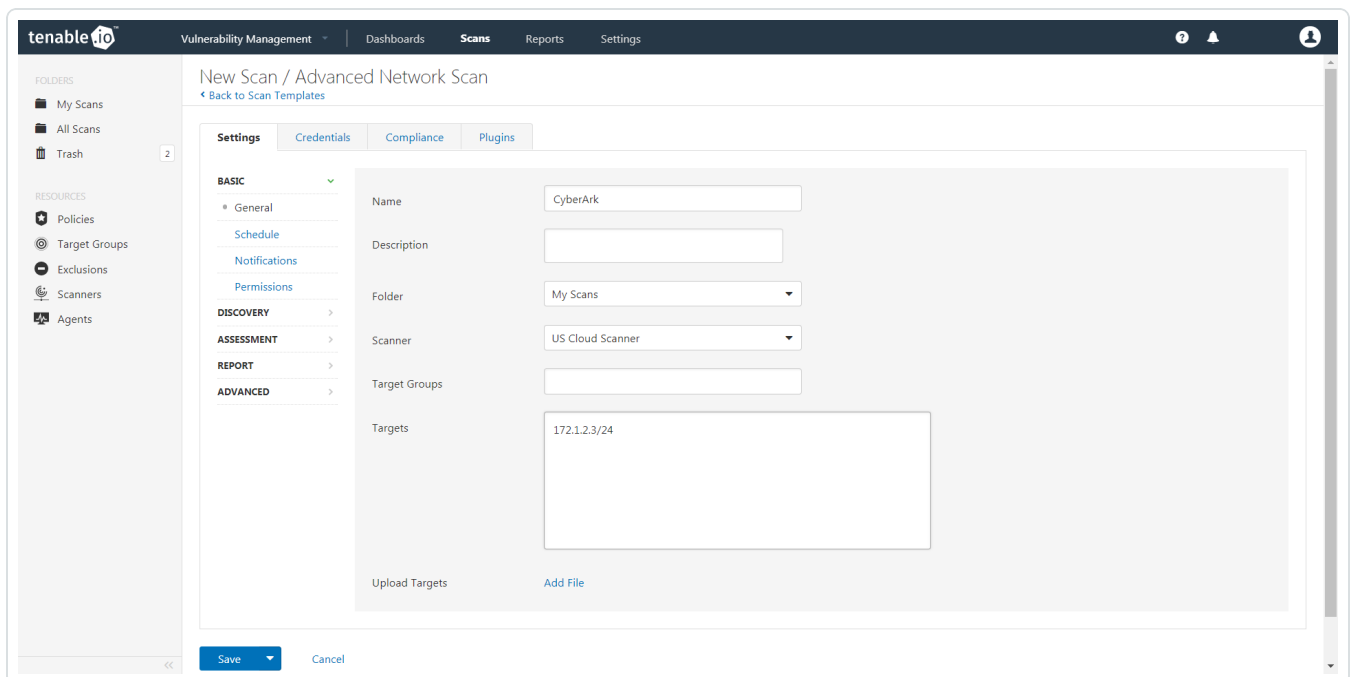 tenable.io™
Vulnerability Management Dashboards Scans Reports Settings
FOLDERS
My Scans
All Scans
Trash 2
RESOURCES
Policies
Target Groups
Exclusions
Scanners
Agents
New Scan / Advanced Network Scan
Back to Scan Templates
Settings Credentials Compliance Plugins
BASIC
General
Schedule
Notifications
Permissions
DISCOVERY
ASSESSMENT
REPORT
ADVANCED
Name CyberArk
Description
Folder My Scans
Scanner US Cloud Scanner
Target Groups
Targets 172.1.2.3/24
Upload Targets Add File
Save Cancel